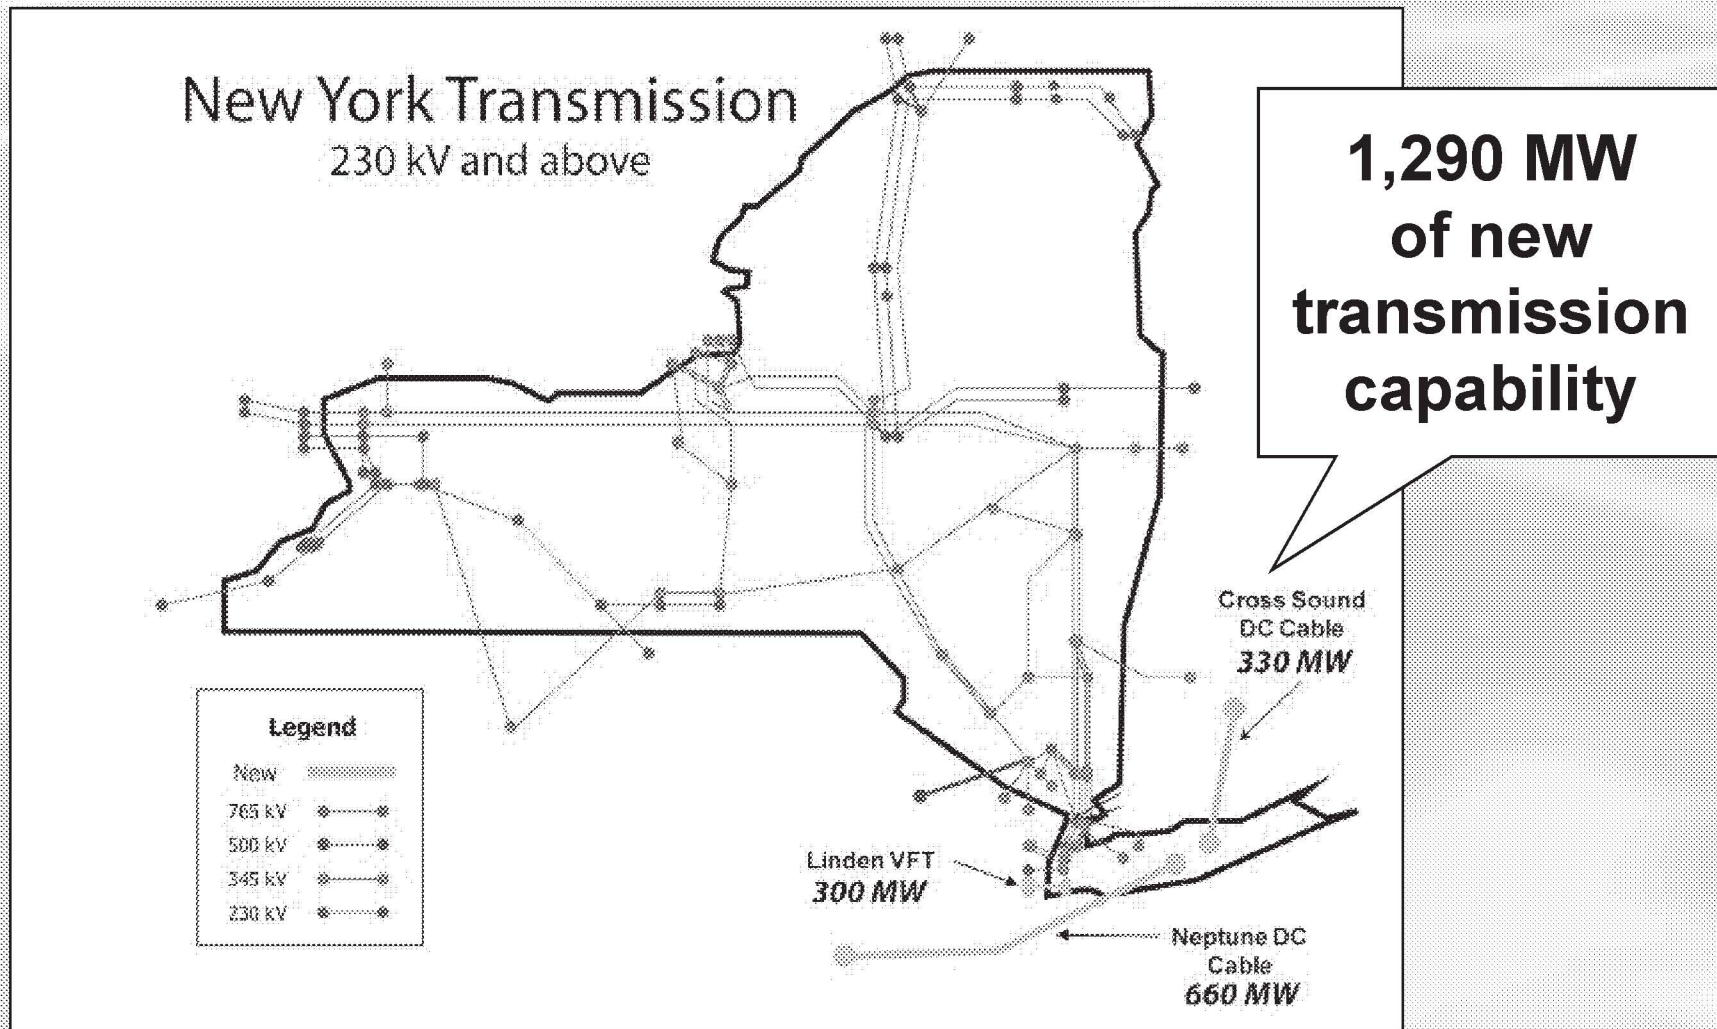 New York Transmission
230 kV and above
1,290 MW
of new
transmission
capability
Cross Sound
DC Cable
330 MW
Legend
New
765 kV
500 kV
345 kV
230 kV
Linden VFT
300 MW
Neptune DC
Cable
660 MW